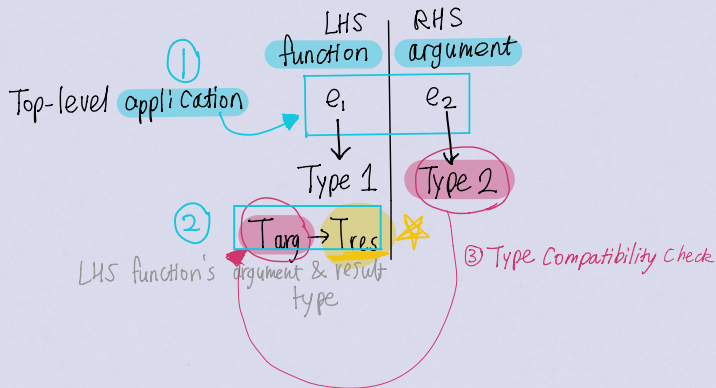 LHS RHS
function argument
①
Top-level application e₁ e₂
Type 1 Type 2
②
Targ → Tres
LHS function's argument & result
type
③ Type Compatibility Check